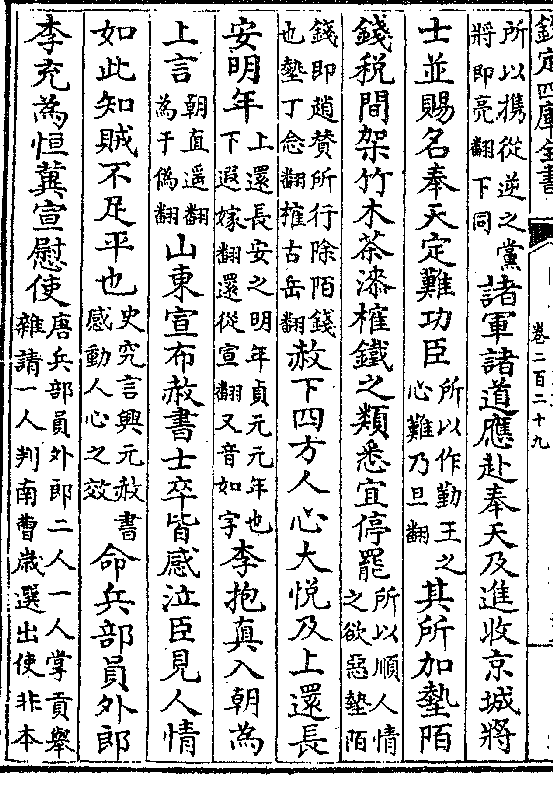 欽定四庫全書
卷二百二十九
所以携從逆之黨
將即亮翻下同
諸軍諸道應赴奉天及進收京城將
士並賜名奉天定難功臣
所以作勤王之
心難乃旦翻
其所加墊陌
錢稅間架竹木茶漆榷鐵之類悉宜停罷
所以順人情
之欲惡墊陌
錢即趙贊所行除陌錢
也墊丁念翻榷古岳翻
赦下四方人心大悅及上還長
安明年
上還長安之明年貞元元年也
下遐嫁翻還從宣翻又音如字
李抱真入朝為
上言
朝直遥翻
為于偽翻
山東宣布赦書士卒皆感泣臣見人情
如此知賊不足平也
史究言興元赦書
感動人心之效
命兵部員外郎
李充為恒冀宣慰使
唐兵部員外郎二人一人掌貢舉
雜請一人判南曹歲選出使非本